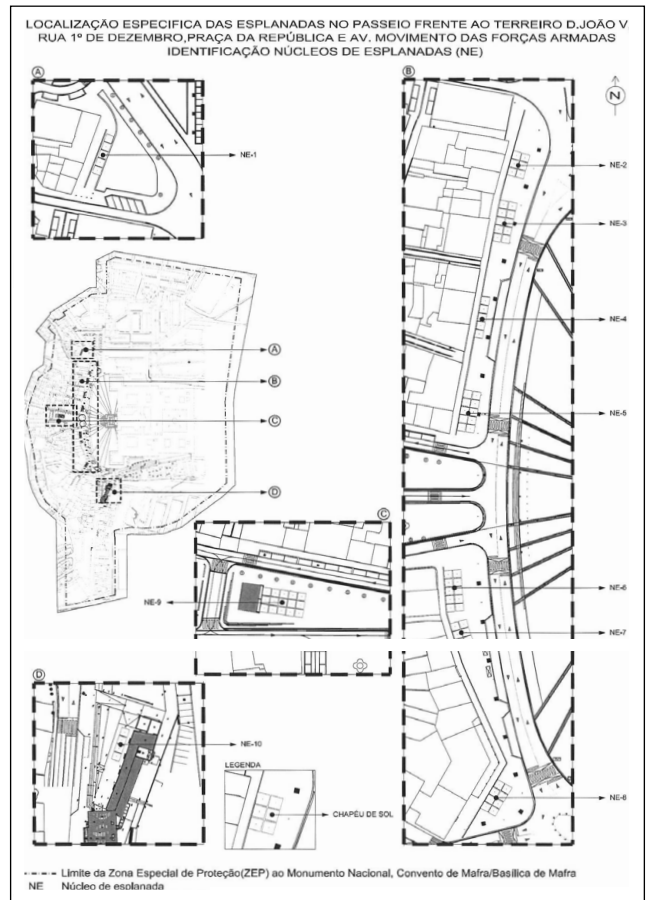 LOCALIZAÇÃO ESPECIFICA DAS ESPLANADAS NO PASSEIO FRENTE AO TERREIRO D.JOÃO V
RUA 1º DE DEZEMBRO,PRAÇA DA REPÚBLICA E AV. MOVIMENTO DAS FORÇAS ARMADAS
IDENTIFICAÇÃO NÚCLEOS DE ESPLANADAS (NE)
A
B
N
NE-1
NE-2
NE-3
NE-4
NE-5
A
B
C
D
C
NE-9
NE-6
NE-7
D
NE-10
LEGENDA
CHAPÉU DE SOL
NE-8
Limite da Zona Especial de Proteção(ZEP) ao Monumento Nacional, Convento de Mafra/Basílica de Mafra
NE Núcleo de esplanada